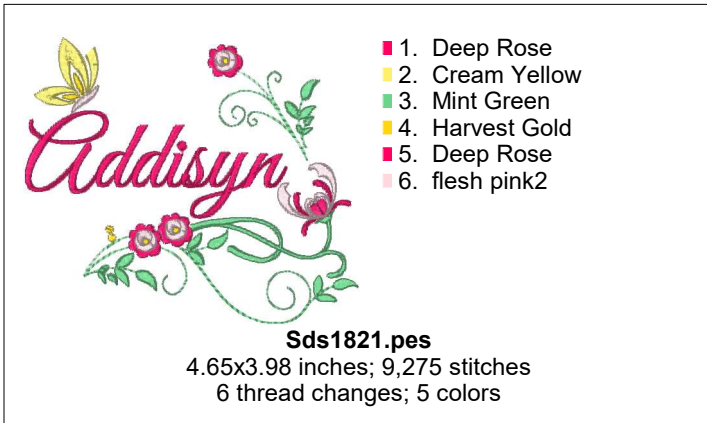 Addisyn
1. Deep Rose
2. Cream Yellow
3. Mint Green
4. Harvest Gold
5. Deep Rose
6. flesh pink2
Sds1821.pes
4.65x3.98 inches; 9,275 stitches
6 thread changes; 5 colors